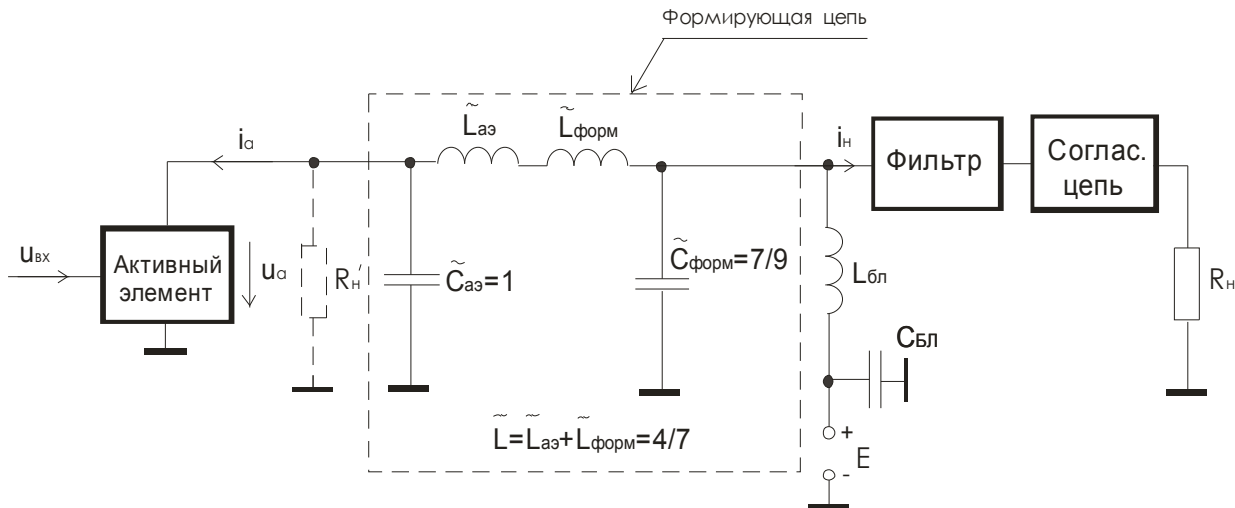 Формирующая цепь
L̃аэ
L̃форм
iа
iн
Фильтр
Соглас.
цепь
uвх
Активный
элемент
uа
Rн′
C̃аэ=1
C̃форм=7/9
Lбл
Rн
CБЛ
L̃=L̃аэ+L̃форм=4/7
+
E
-